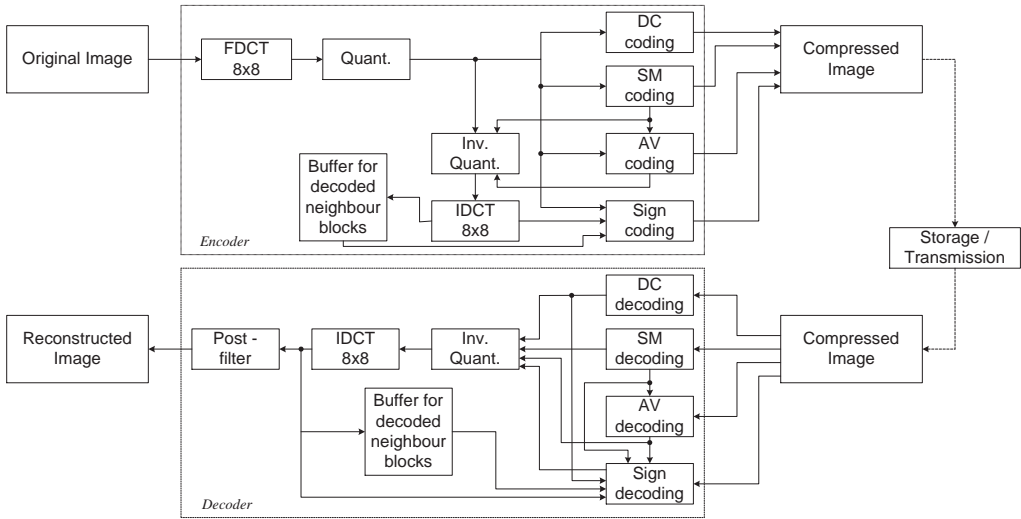 Original Image
FDCT
8x8
Quant.
DC
coding
SM
coding
AV
coding
Sign
coding
Inv.
Quant.
IDCT
8x8
Buffer for
decoded
neighbour
blocks
Encoder
Compressed
Image
Storage /
Transmission
Reconstructed
Image
Post -
filter
IDCT
8x8
Inv.
Quant.
DC
decoding
SM
decoding
AV
decoding
Sign
decoding
Buffer for
decoded
neighbour
blocks
Decoder
Compressed
Image